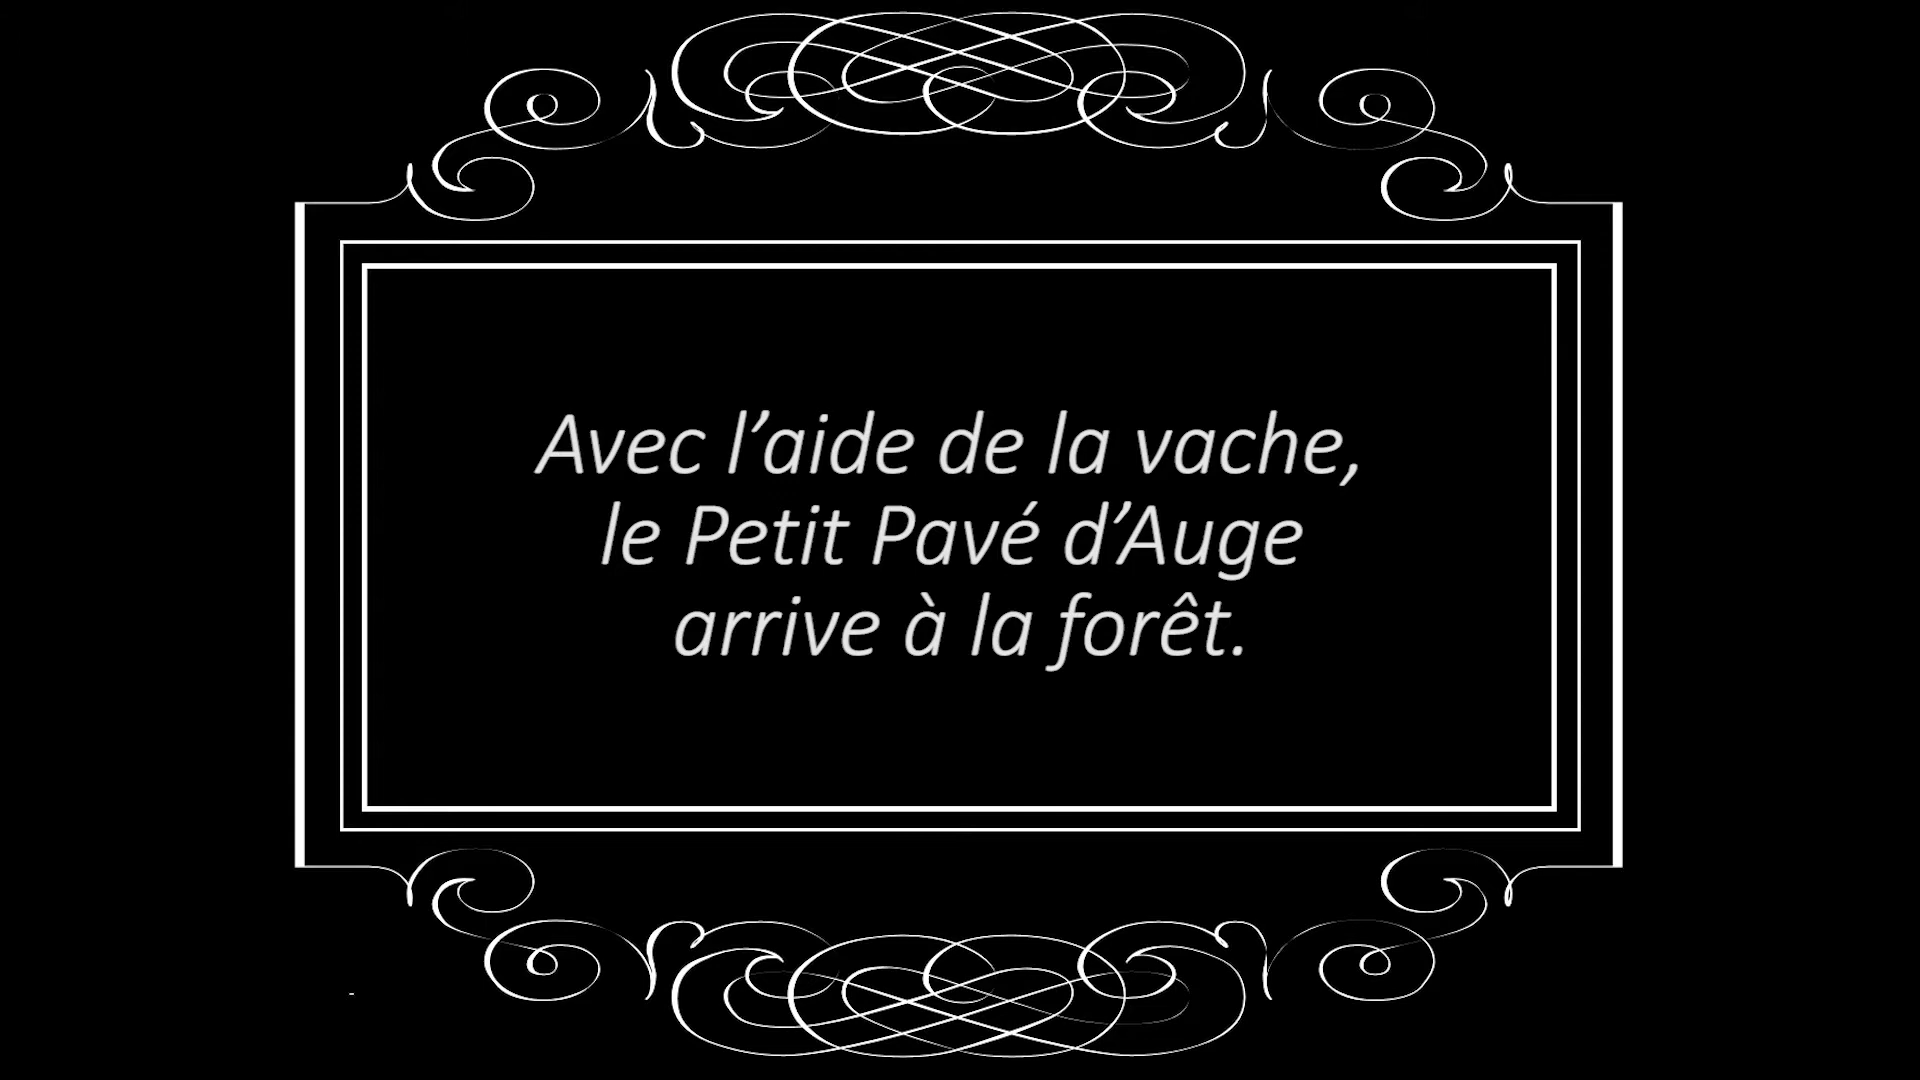 Avec l’aide de la vache,
le Petit Pavé d’Auge
arrive à la forêt.